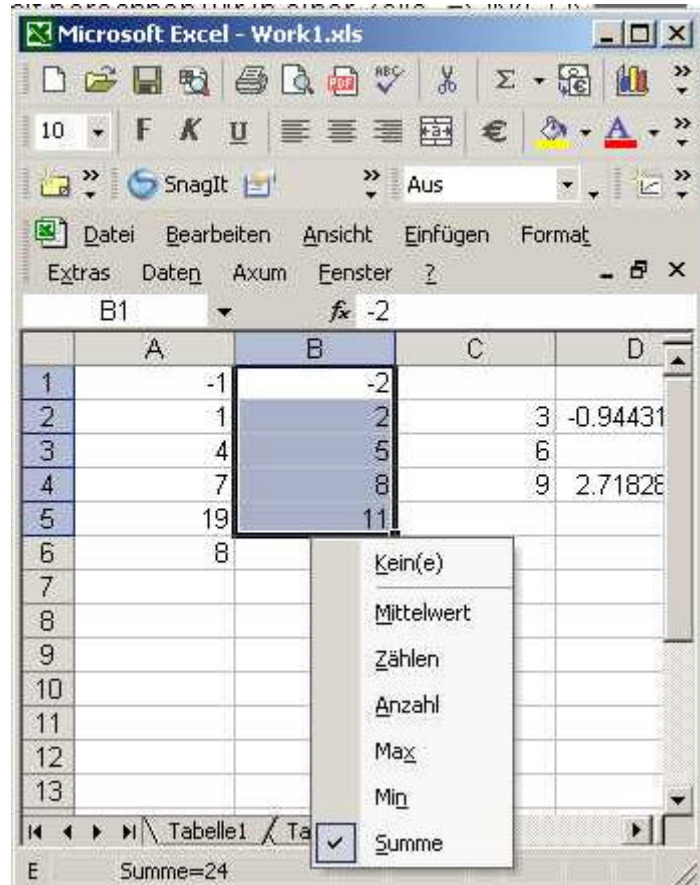 Microsoft Excel - Work1.xls
ABC
10 F K U €
SnagIt Aus
Datei Bearbeiten Ansicht Einfügen Format
Extras Daten Axum Fenster ?
B1 fx -2
A B C D
1 -1 -2
2 1 2 3 -0.94431
3 4 5 6
4 7 8 9 2.71828
5 19 11
6 8
7
8
9
10
11
12
13
Kein(e)
Mittelwert
Zählen
Anzahl
Max
Min
Summe
Tabelle1 Ta
E Summe=24